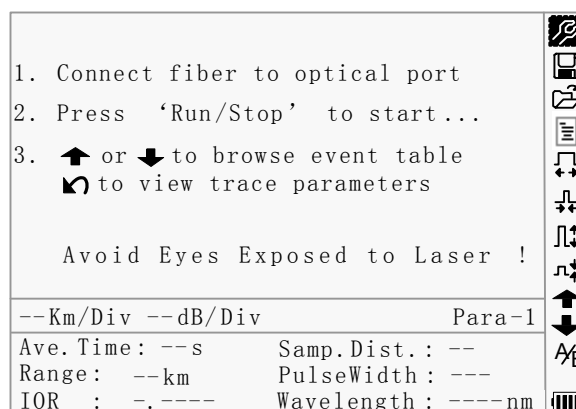 1. Connect fiber to optical port
2. Press ‘Run/Stop’ to start...
3. ⬆ or ⬇ to browse event table
to view trace parameters
Avoid Eyes Exposed to Laser !
--Km/Div --dB/Div Para-1
Ave.Time: --s Samp.Dist.: --
Range: --km PulseWidth: ---
IOR : -.---- Wavelength: ----nm
A/B